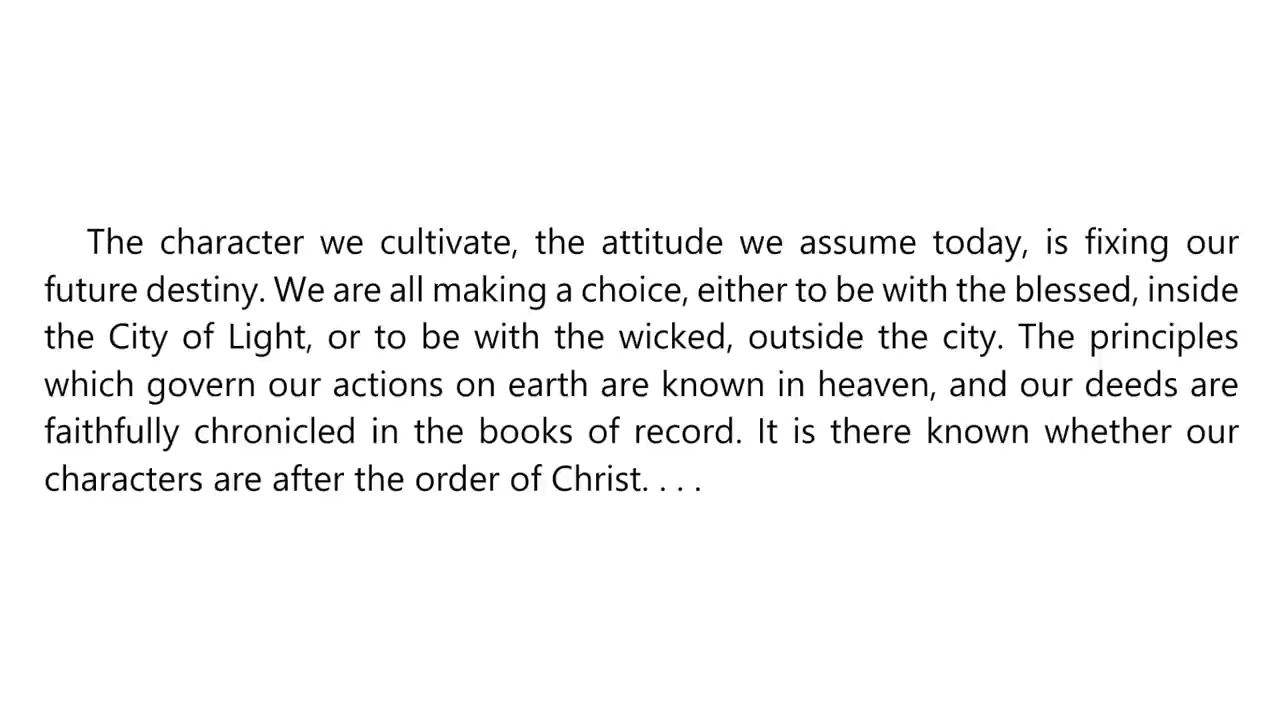 The character we cultivate, the attitude we assume today, is fixing our
future destiny. We are all making a choice, either to be with the blessed, inside
the City of Light, or to be with the wicked, outside the city. The principles
which govern our actions on earth are known in heaven, and our deeds are
faithfully chronicled in the books of record. It is there known whether our
characters are after the order of Christ. . . .